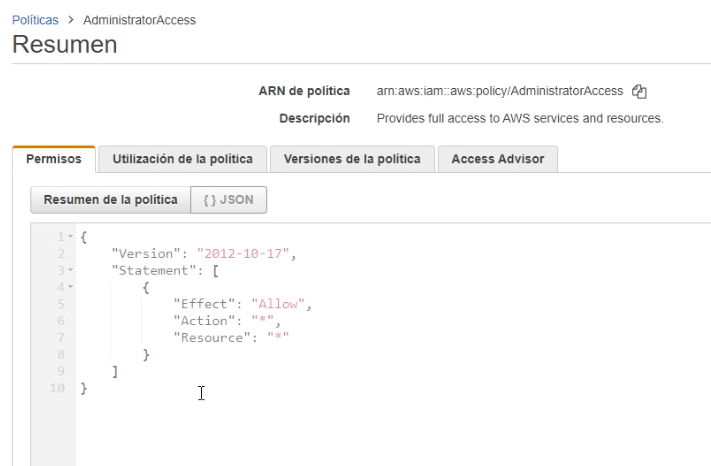 Políticas > AdministratorAccess
Resumen
ARN de política arn:aws:iam::aws:policy/AdministratorAccess
Descripción Provides full access to AWS services and resources.
Permisos Utilización de la política Versiones de la política Access Advisor
Resumen de la política { } JSON
1 {
2 "Version": "2012-10-17",
3 "Statement": [
4 {
5 "Effect": "Allow",
6 "Action": "*",
7 "Resource": "*"
8 }
9 ]
10 }